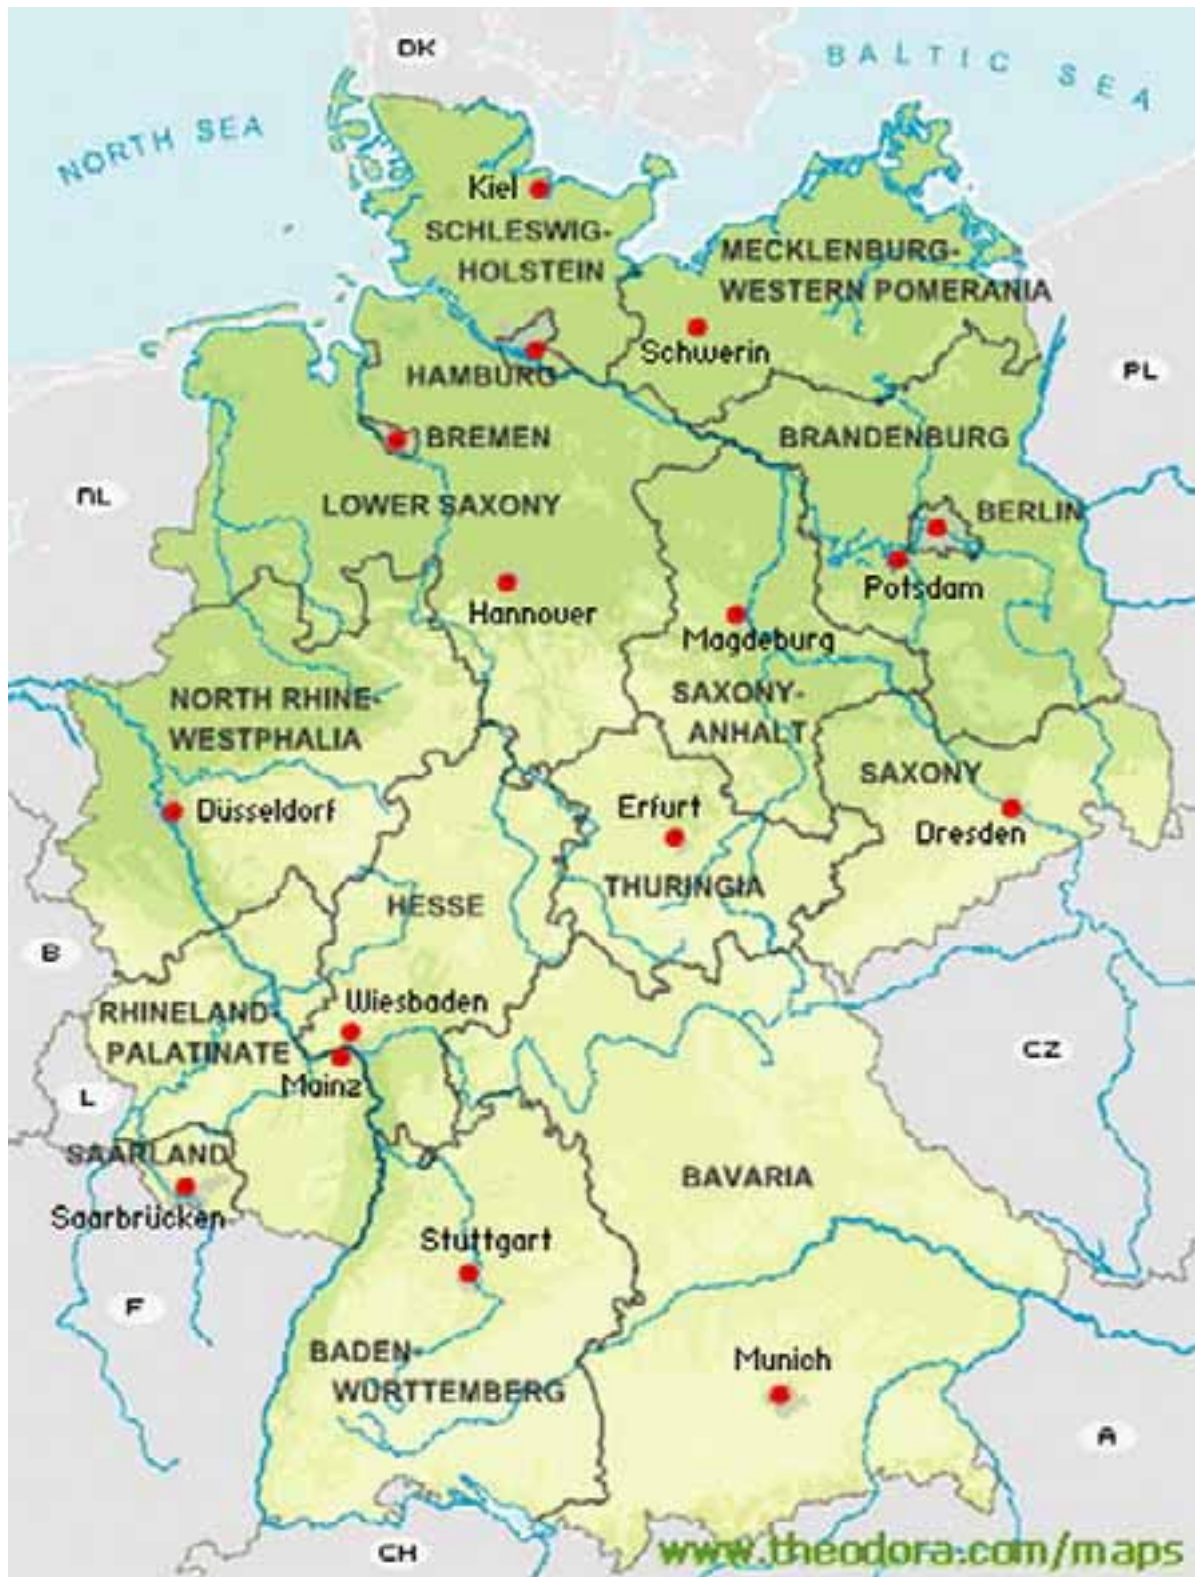 DK
BALTIC SEA
NORTH SEA
Kiel
SCHLESWIG-
HOLSTEIN
MECKLENBURG-
WESTERN POMERANIA
Schwerin
PL
HAMBURG
BREMEN
BRANDENBURG
NL
LOWER SAXONY
BERLIN
Potsdam
Hannover
Magdeburg
NORTH RHINE-
WESTPHALIA
SAXONY-
ANHALT
SAXONY
Düsseldorf
Erfurt
Dresden
THURINGIA
HESSE
B
Wiesbaden
RHINELAND-
PALATINATE
Mainz
CZ
L
SAARLAND
Saarbrücken
BAVARIA
Stuttgart
F
BADEN-
WÜRTTEMBERG
Munich
A
CH
www.theodora.com/maps